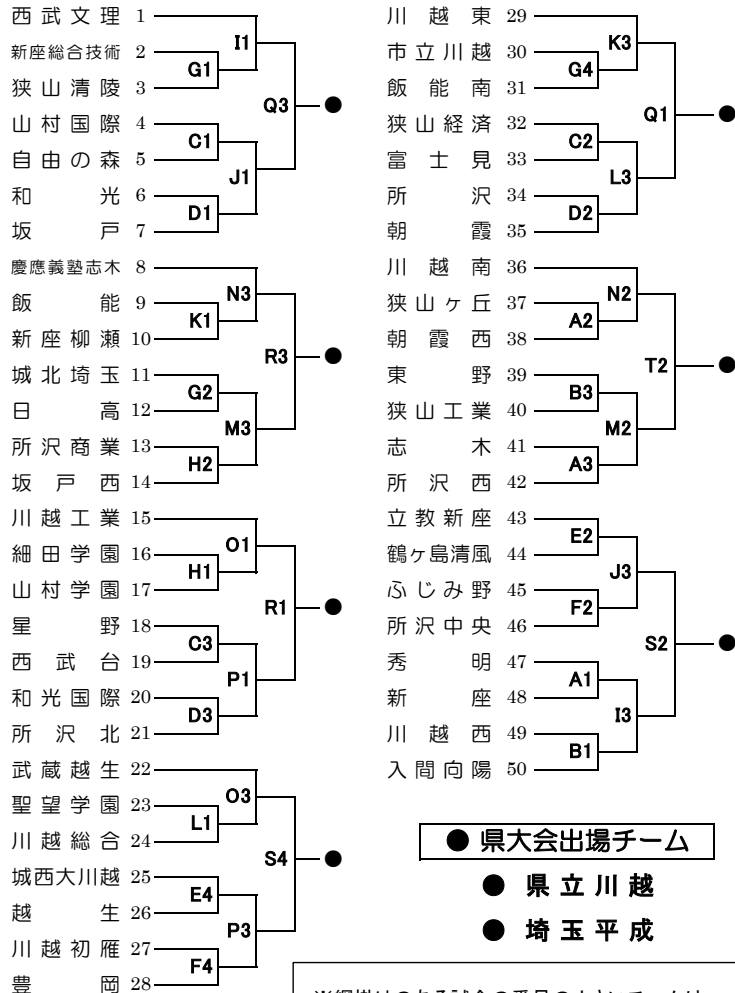 西武文理 1
新座総合技術 2
狭山清陵 3
山村国際 4
自由の森 5
和光 6
坂戸 7
I1
G1
Q3
C1
J1
D1
慶應義塾志木 8
飯能 9
新座柳瀬 10
城北埼玉 11
日高 12
所沢商業 13
坂戸西 14
N3
K1
R3
G2
M3
H2
川越工業 15
細田学園 16
山村学園 17
星野 18
西武台 19
和光国際 20
所沢北 21
O1
H1
R1
C3
P1
D3
武蔵越生 22
聖望学園 23
川越総合 24
城西大川越 25
越生 26
川越初雁 27
豊岡 28
O3
L1
S4
E4
P3
F4
川越東 29
市立川越 30
飯能南 31
狭山経済 32
富士見 33
所沢 34
朝霞 35
K3
G4
Q1
C2
L3
D2
川越南 36
狭山ヶ丘 37
朝霞西 38
東野 39
狭山工業 40
志木 41
所沢西 42
N2
A2
T2
B3
M2
A3
立教新座 43
鶴ヶ島清風 44
ふじみ野 45
所沢中央 46
秀明 47
新座 48
川越西 49
入間向陽 50
E2
J3
F2
S2
A1
I3
B1
● 県大会出場チーム
● 県立川越
● 埼玉平成